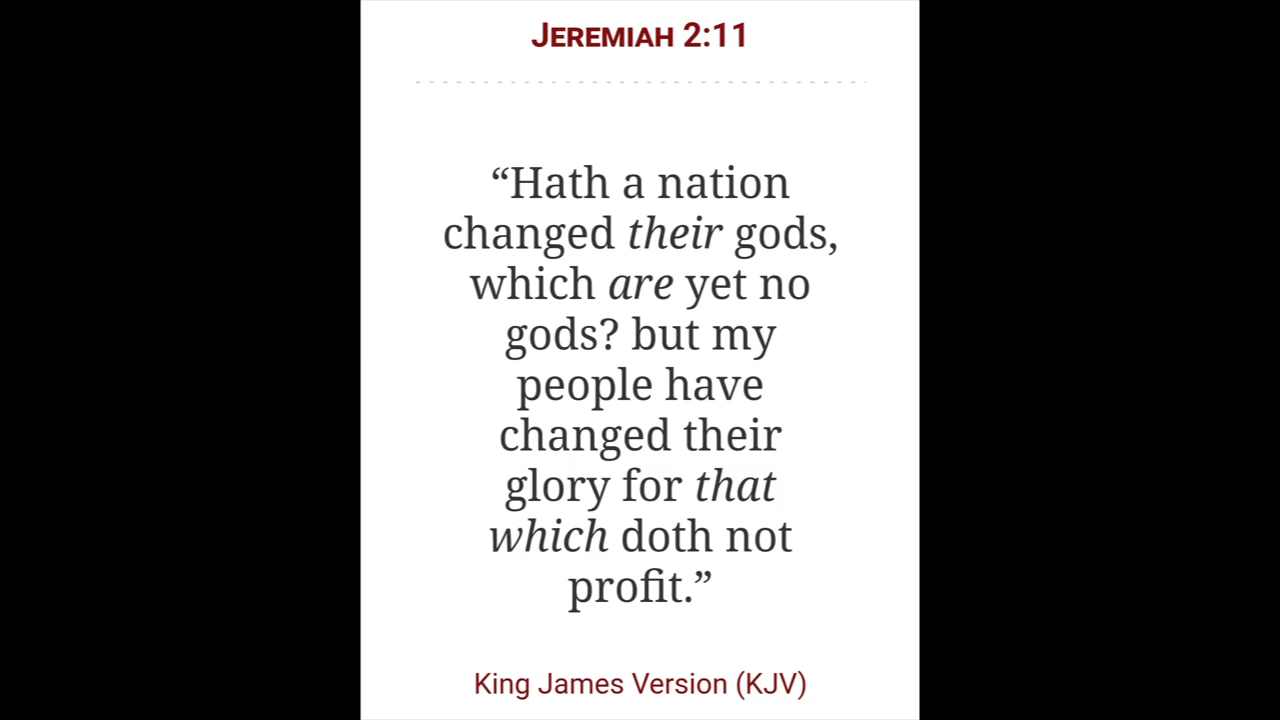 JEREMIAH 2:11
“Hath a nation
changed their gods,
which are yet no
gods? but my
people have
changed their
glory for that
which doth not
profit.”
King James Version (KJV)